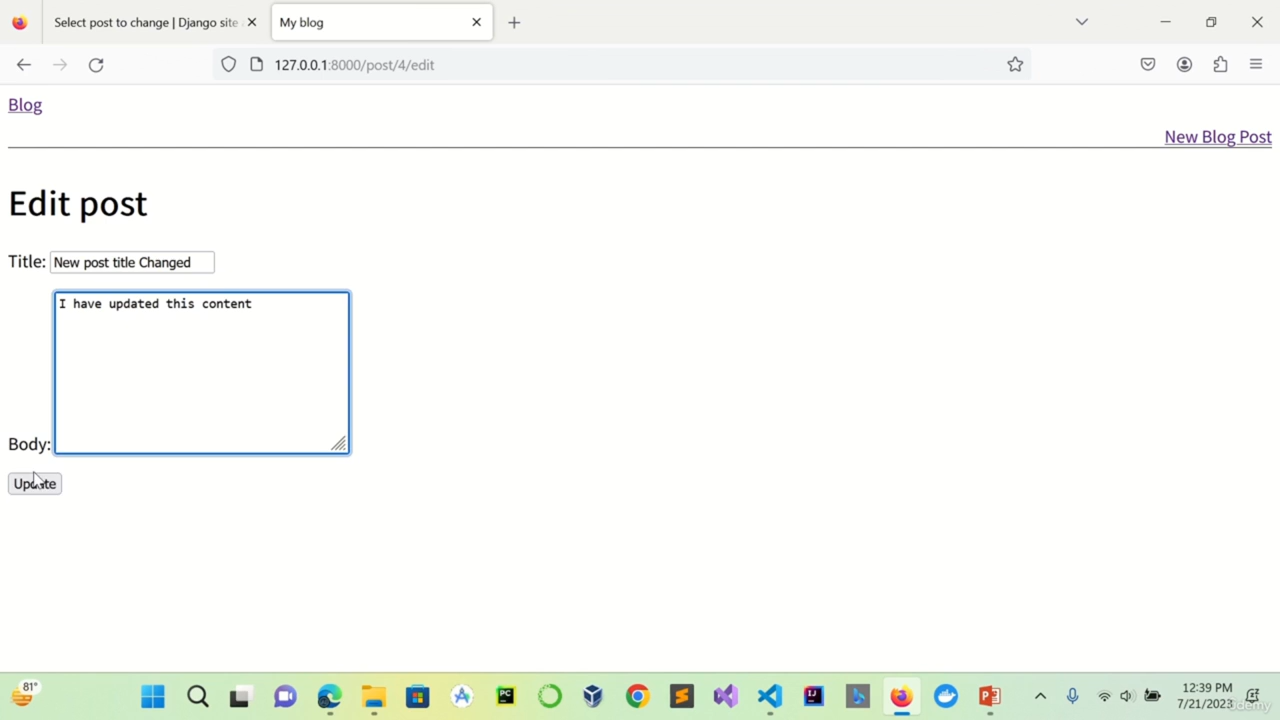 Select post to change | Django site
My blog
127.0.0.1:8000/post/4/edit
Blog
New Blog Post
Edit post
Title: New post title Changed
I have updated this content
Body:
Update
81°
PC
12:39 PM
7/21/2023
Udemy